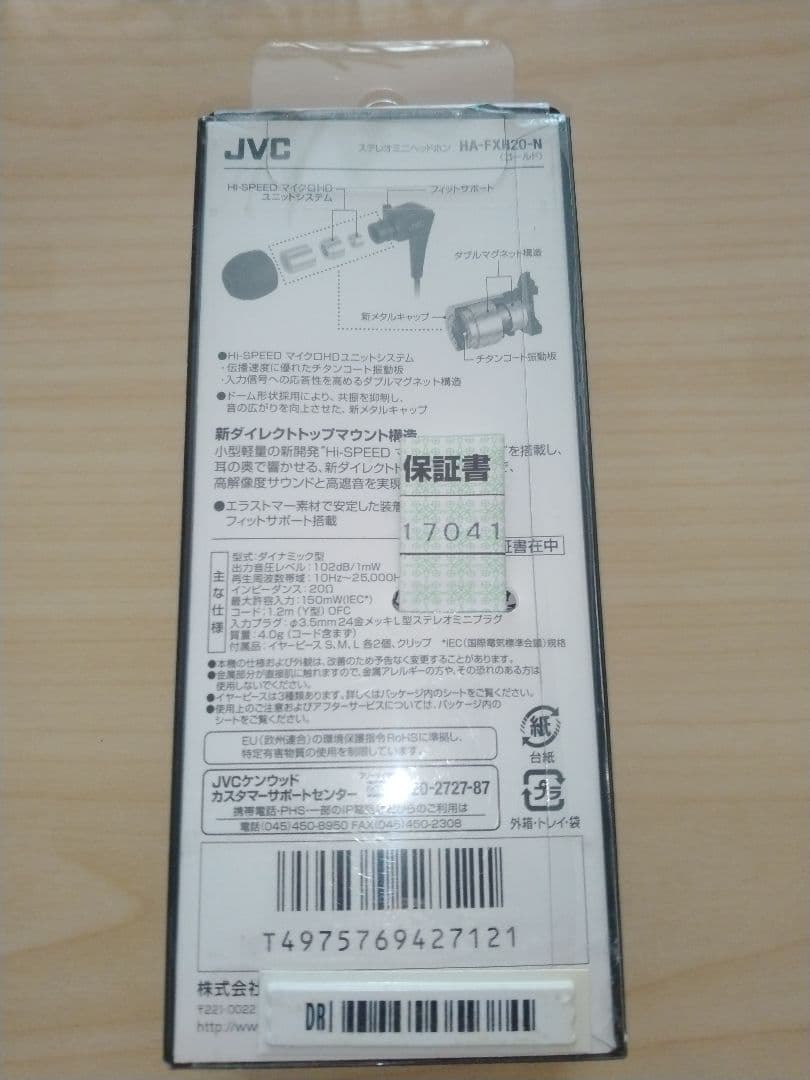 JVC
ステレオミニヘッドホン HA-FXH20-N
(ゴールド)
Hi-SPEED マイクロHD
ユニットシステム
フィットサポート
ダブルマグネット構造
新メタルキャップ
チタンコート振動板
●Hi-SPEED マイクロHDユニットシステム
・伝播速度に優れたチタンコート振動板
・入力信号への応答性を高めるダブルマグネット構造
●ドーム形状採用により、共振を抑制し、
音の広がりを向上させた、新メタルキャップ
新ダイレクトトップマウント構造
小型軽量の新開発"Hi-SPEED マ を搭載し、
耳の奥で響かせる、新ダイレクト
高解像度サウンドと高遮音を実現
●エラストマー素材で安定した装着
フィットサポート搭載
保証書
17041
証書在中
主な仕様
型式：ダイナミック型
出力音圧レベル：102dB/1mW
再生周波数帯域：10Hz〜25,000H
インピーダンス：20Ω
最大許容入力：150mW(IEC*)
コード：1.2m (Y型) OFC
入力プラグ：φ3.5mm 24金メッキL型ステレオミニプラグ
質量：4.0g (コード含まず)
付属品：イヤーピース S、M、L 各2個、クリップ *IEC(国際電気標準会議)規格
●本機の仕様および外観は、改善のため予告なく変更することがあります。
●金属部分が直接肌に触れますので、金属アレルギーの方や、その恐れのある方は
使用しないでください。
●イヤーピースは3種類あります。詳しくはパッケージ内のシートをご覧ください。
●使用上のご注意およびアフターサービスについては、パッケージ内の
シートをご覧ください。
EU(欧州連合)の環境保護指令RoHSに準拠し、
特定有害物質の使用を制限しています。
紙
台紙
JVCケンウッド
カスタマーサポートセンター
20-2727-87
携帯電話・PHS・一部のIP電話などからのご利用は
電話(045)450-8950 FAX(045)450-2308
プラ
外箱・トレイ・袋
T4975769427121
株式会社
〒221-0022
http://www
DR